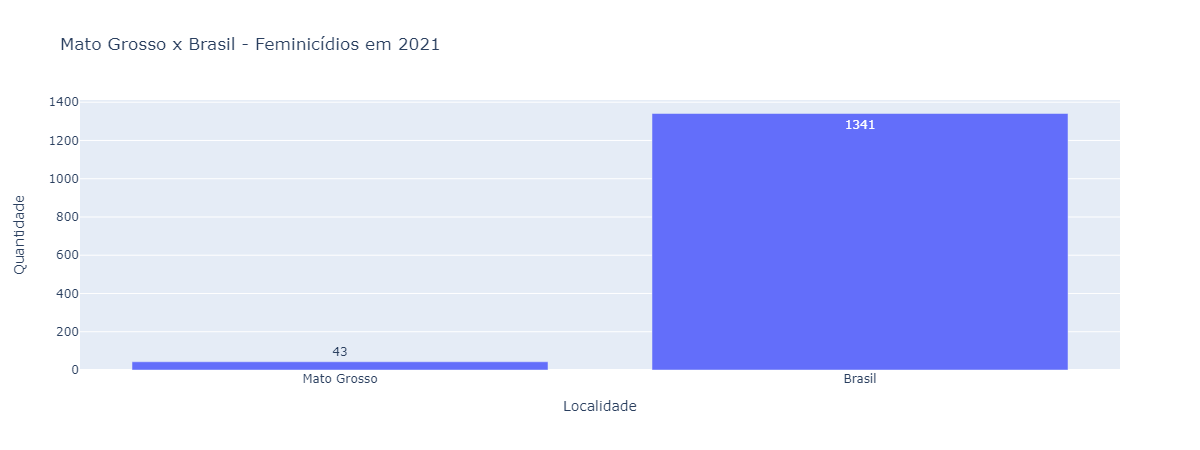 Mato Grosso x Brasil - Feminicídios em 2021
1400
1200
1000
800
600
400
200
0
Quantidade
43
1341
Mato Grosso
Brasil
Localidade